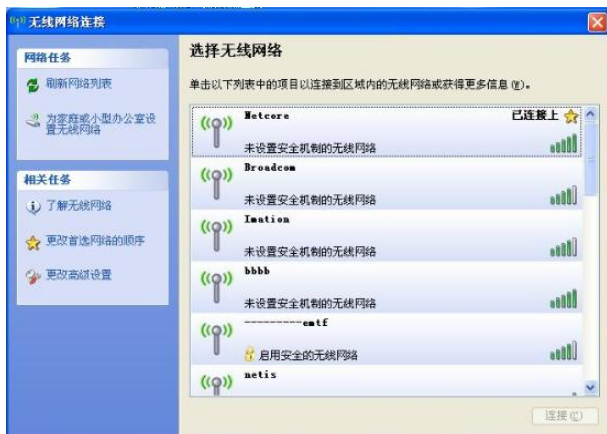 无线网络连接
网络任务
刷新网络列表
为家庭或小型办公室设
置无线网络
相关任务
了解无线网络
更改首选网络的顺序
更改高级设置
选择无线网络
单击以下列表中的项目以连接到区域内的无线网络或获得更多信息(W)。
Netcore 已连接上
未设置安全机制的无线网络
Broadcom
未设置安全机制的无线网络
Imation
未设置安全机制的无线网络
bbbb
未设置安全机制的无线网络
---------emtf
启用安全的无线网络
netis
连接(C)